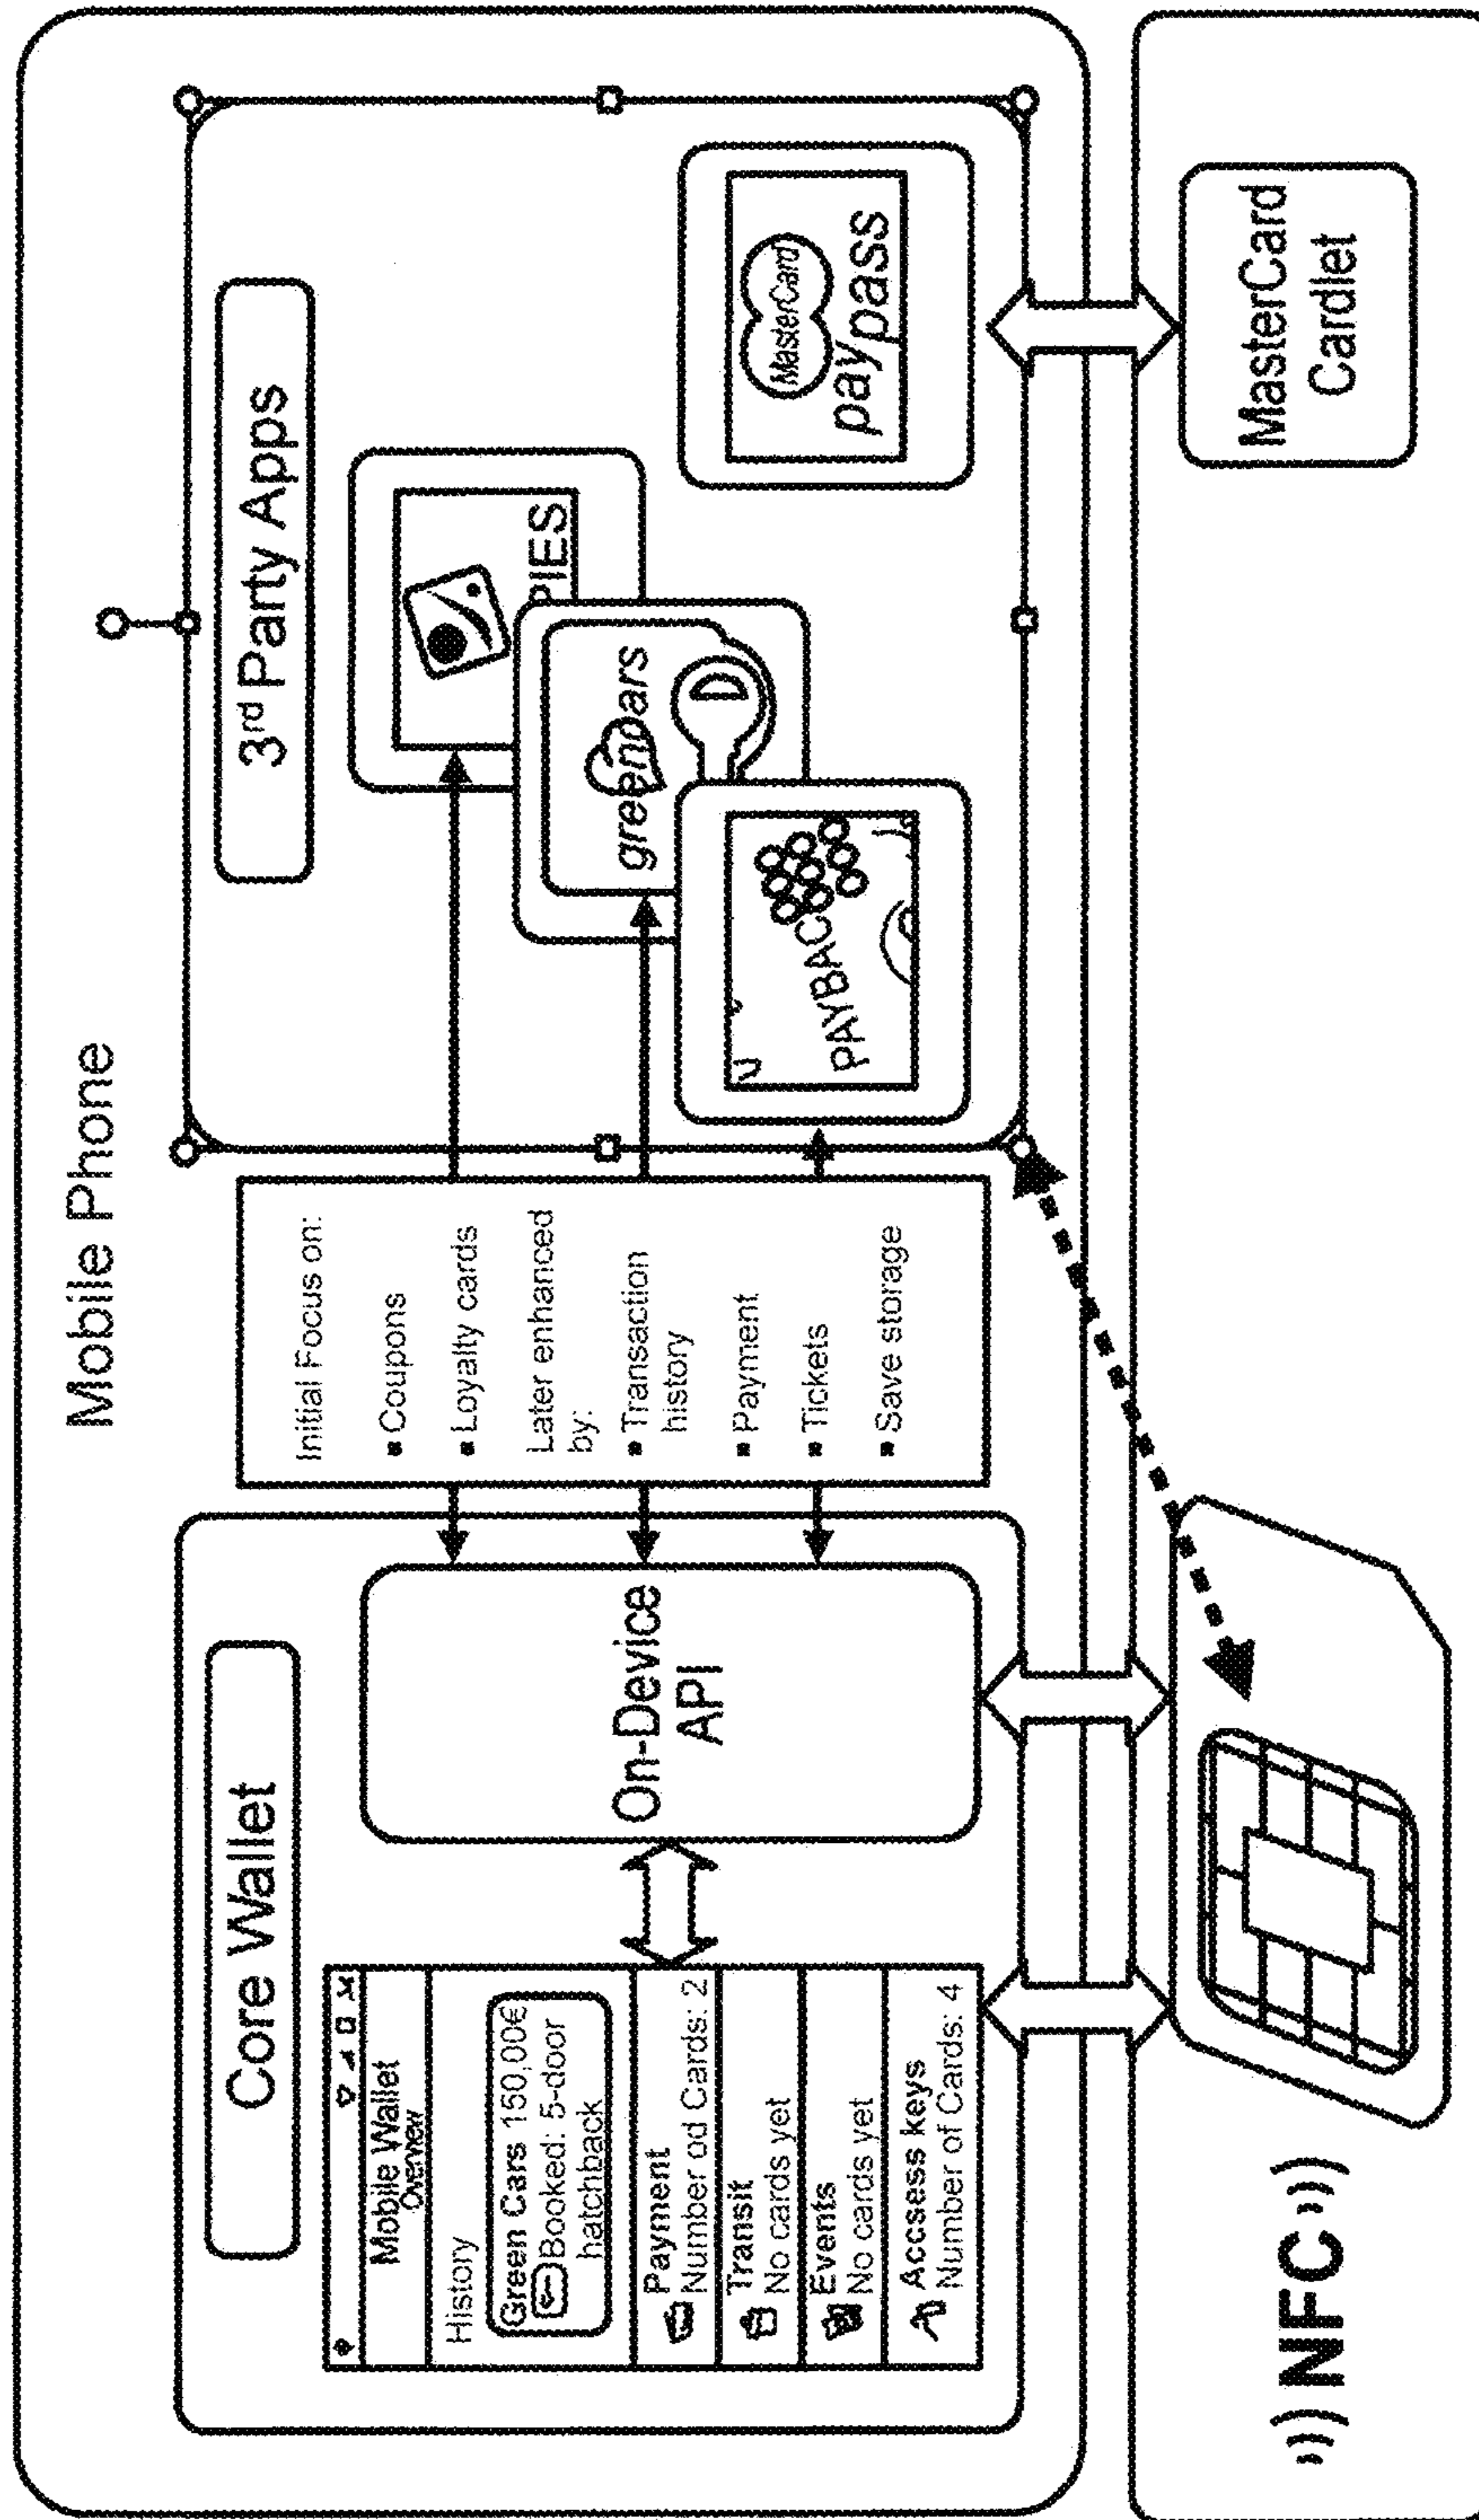 Mobile Phone
Core Wallet
Mobile Wallet
Overview
History
Green Cars 150,00€
Booked: 5-door
hatchback
Payment
Number od Cards: 2
Transit
No cards yet
Events
No cards yet
Access keys
Number of Cards: 4
On-Device
API
Initial Focus on:
▪ Coupons
▪ Loyalty cards
Later enhanced
by:
▪ Transaction
history
▪ Payment
▪ Tickets
▪ Save storage
3rd Party Apps
PIES
PAYBAC
MasterCard
paypass
NFC
MasterCard
Cardlet